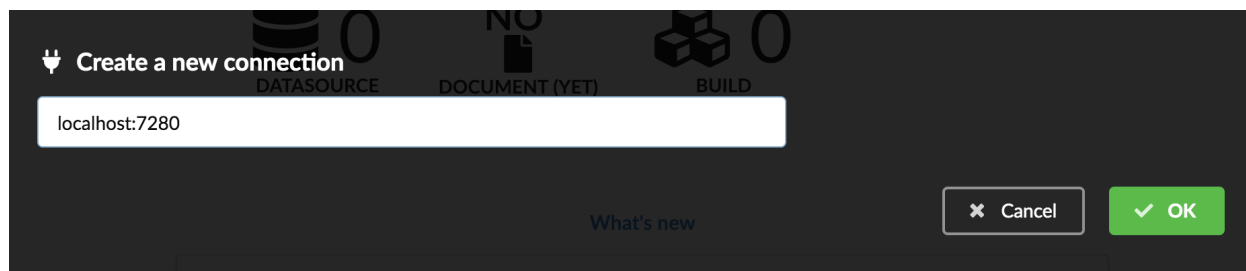 0 NO 0
Create a new connection
DATASOURCE DOCUMENT (YET) BUILD
localhost:7280
Cancel OK
What's new